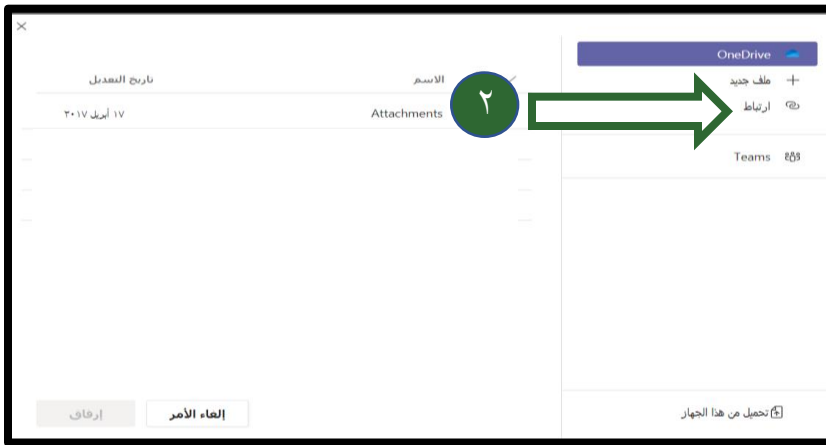 OneDrive
ملف جديد
ارتباط
Teams
تحميل من هذا الجهاز
الاسم
تاريخ التعديل
Attachments
١٧ أبريل ٢٠١٧
٢
إلغاء الأمر
إرفاق